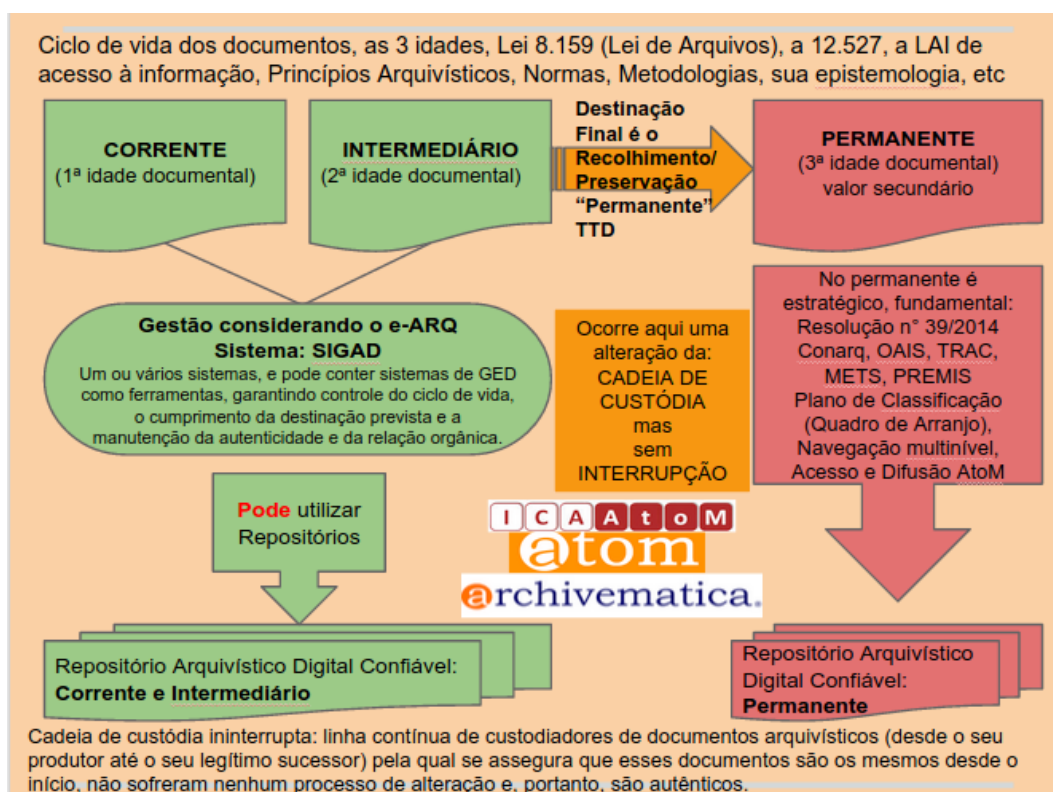 Ciclo de vida dos documentos, as 3 idades, Lei 8.159 (Lei de Arquivos), a 12.527, a LAI de
acesso à informação, Princípios Arquivísticos, Normas, Metodologias, sua epistemologia, etc
CORRENTE
(1ª idade documental)
INTERMEDIÁRIO
(2ª idade documental)
Destinação
Final é o
Recolhimento/
Preservação
“Permanente”
TTD
PERMANENTE
(3ª idade documental)
valor secundário
Gestão considerando o e-ARQ
Sistema: SIGAD
Um ou vários sistemas, e pode conter sistemas de GED
como ferramentas, garantindo controle do ciclo de vida,
o cumprimento da destinação prevista e a
manutenção da autenticidade e da relação orgânica.
Ocorre aqui uma
alteração da:
CADEIA DE
CUSTÓDIA
mas
sem
INTERRUPÇÃO
No permanente é
estratégico, fundamental:
Resolução n° 39/2014
Conarq, OAIS, TRAC,
METS, PREMIS
Plano de Classificação
(Quadro de Arranjo),
Navegação multinível,
Acesso e Difusão AtoM
Pode utilizar
Repositórios
ICAAtoM
atom
archivematica.
Repositório Arquivístico Digital Confiável:
Corrente e Intermediário
Repositório Arquivístico
Digital Confiável:
Permanente
Cadeia de custódia ininterrupta: linha contínua de custodiadores de documentos arquivísticos (desde o seu
produtor até o seu legítimo sucessor) pela qual se assegura que esses documentos são os mesmos desde o
início, não sofreram nenhum processo de alteração e, portanto, são autênticos.